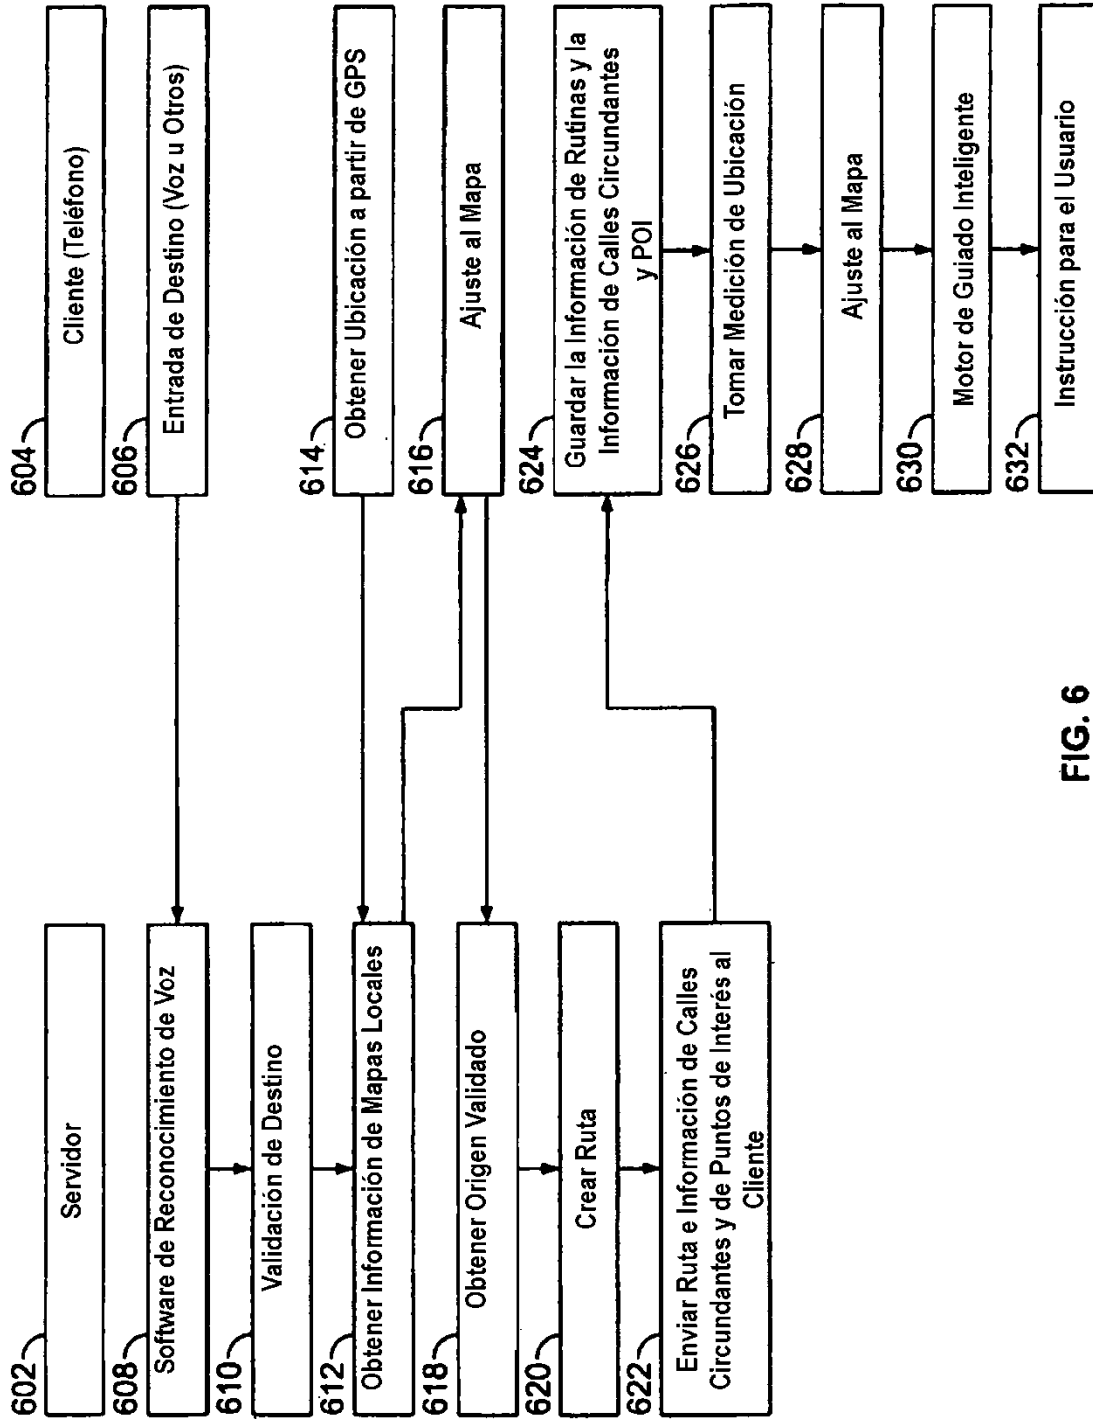 602
Servidor
604
Cliente (Teléfono)
608
Software de Reconocimiento de Voz
606
Entrada de Destino (Voz u Otros)
610
Validación de Destino
612
Obtener Información de Mapas Locales
614
Obtener Ubicación a partir de GPS
618
Obtener Origen Validado
616
Ajuste al Mapa
620
Crear Ruta
622
Enviar Ruta e Información de Calles
Circundantes y de Puntos de Interés al
Cliente
624
Guardar la Información de Rutinas y la
Información de Calles Circundantes
y POI
626
Tomar Medición de Ubicación
628
Ajuste al Mapa
630
Motor de Guiado Inteligente
632
Instrucción para el Usuario
FIG. 6